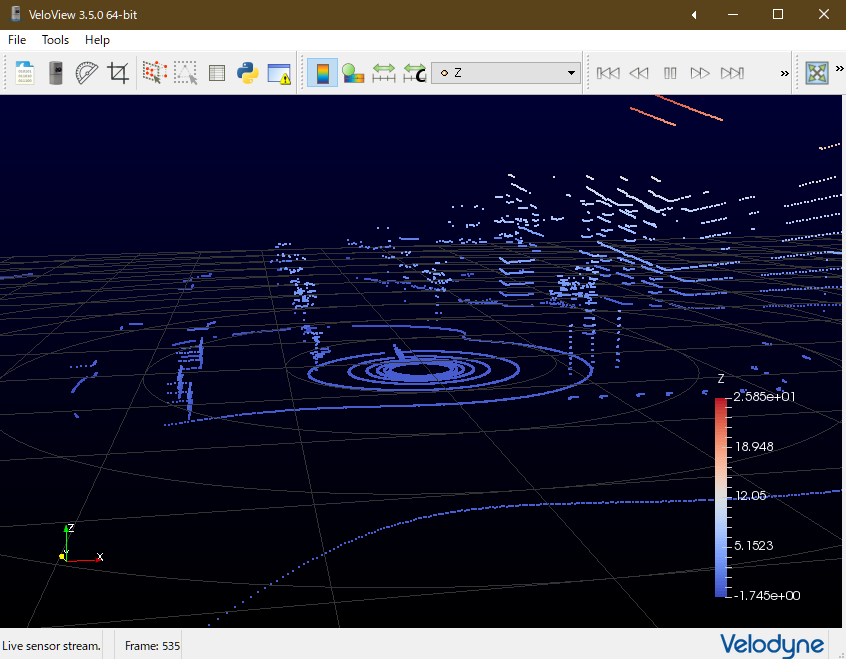 VeloView 3.5.0 64-bit
File Tools Help
Z
Z
2.585e+01
18.948
12.05
5.1523
-1.745e+00
Z
Y
X
Live sensor stream.
Frame: 535
Velodyne